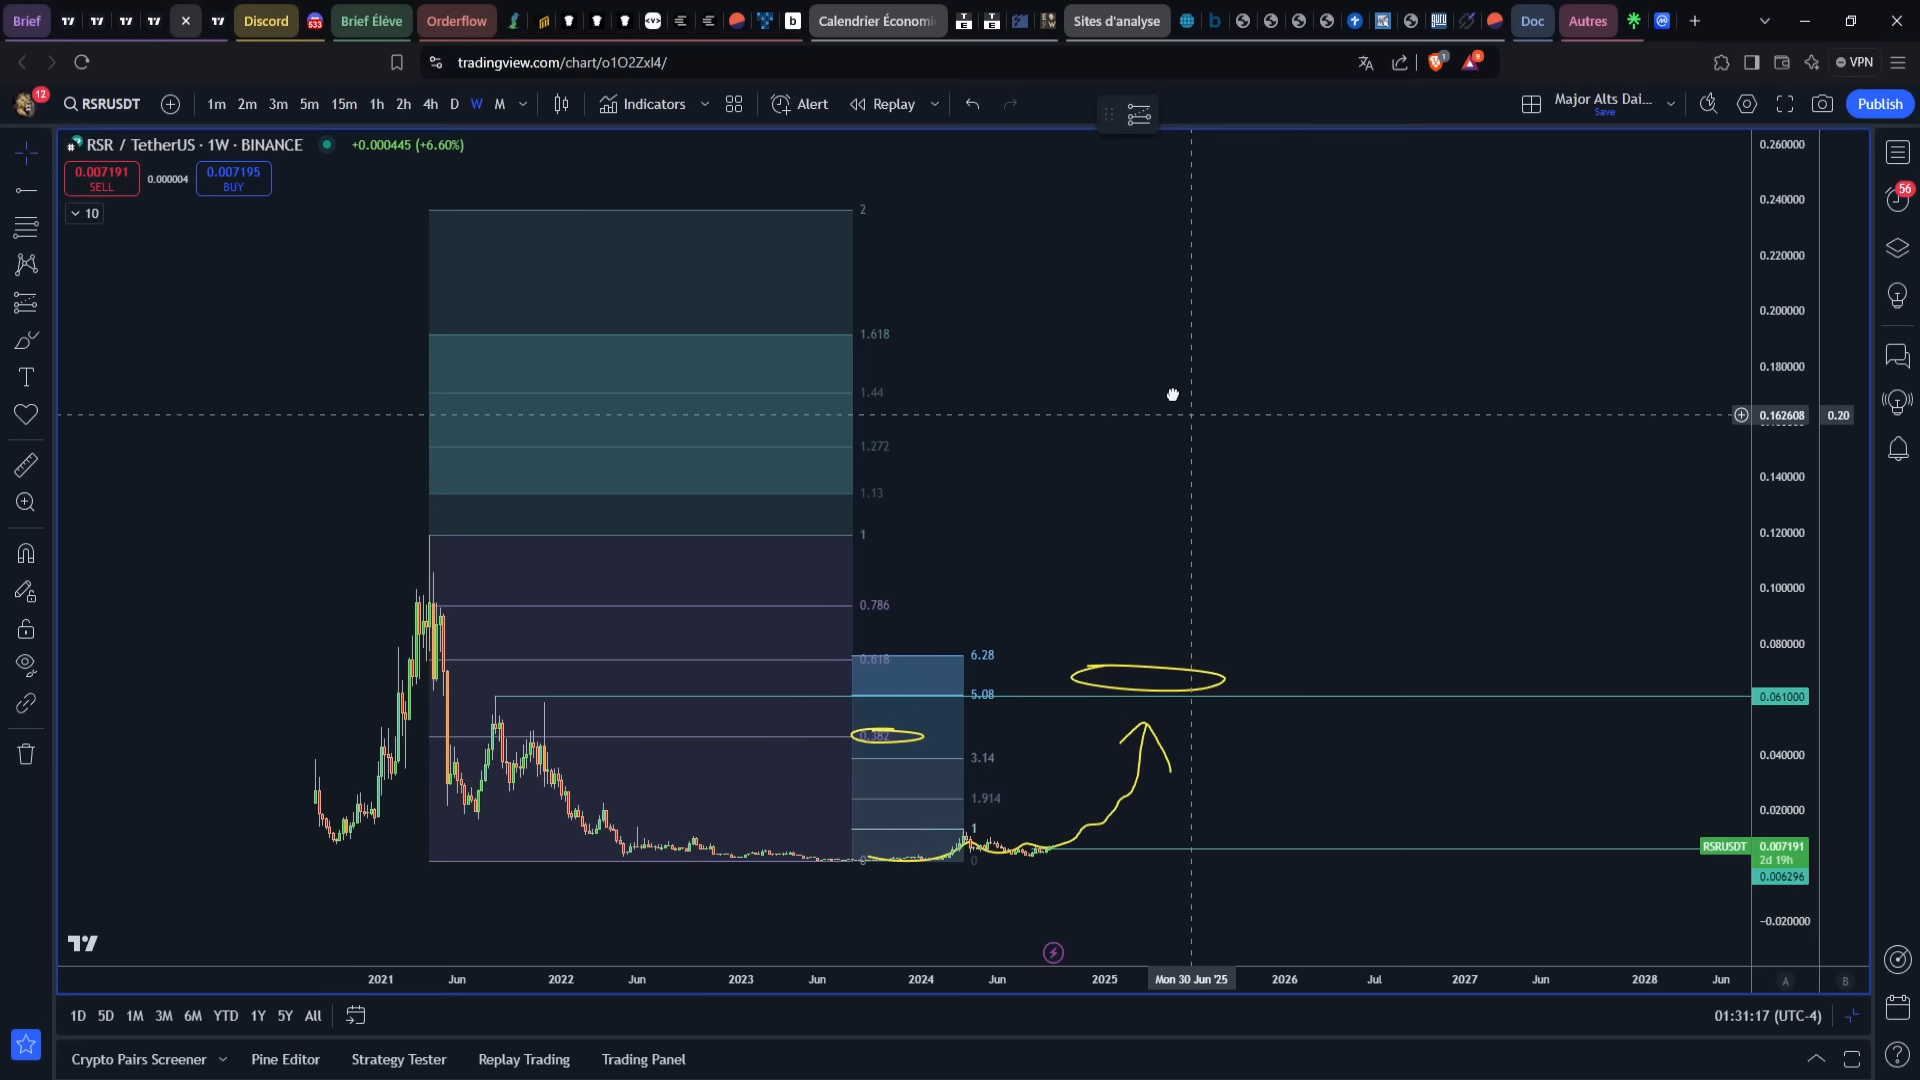 Brief
Discord
533
Brief Élève
Orderflow
b
Calendrier Économi
Sites d'analyse
Doc
Autres
tradingview.com/chart/o1O2Zxl4/
1
9
VPN
12
RSRUSDT
1m 2m 3m 5m 15m 1h 2h 4h D W M
Indicators
Alert
Replay
Major Alts Dai...
Save
Publish
RSR / TetherUS · 1W · BINANCE
+0.000445 (+6.60%)
0.007191
SELL
0.000004
0.007195
BUY
10
2
1.618
1.44
1.272
1.13
1
0.786
0.618
0.382
0
6.28
5.08
3.14
1.914
1
0
0.260000
0.240000
0.220000
0.200000
0.180000
0.162608
0.20
0.140000
0.120000
0.100000
0.080000
0.061000
0.040000
0.020000
RSRUSDT
0.007191
2d 19h
0.006296
−0.020000
56
2021 Jun 2022 Jun 2023 Jun 2024 Jun 2025 Mon 30 Jun '25 2026 Jul 2027 Jun 2028 Jun
A
B
1D 5D 1M 3M 6M YTD 1Y 5Y All
01:31:17 (UTC-4)
Crypto Pairs Screener
Pine Editor
Strategy Tester
Replay Trading
Trading Panel